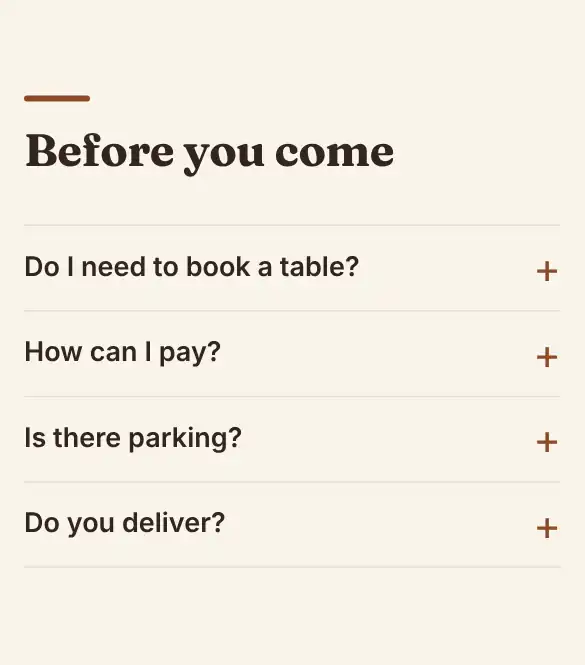 Before you come
Do I need to book a table?
How can I pay?
Is there parking?
Do you deliver?